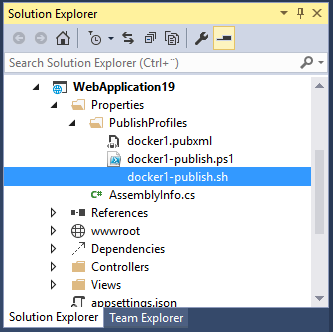 Solution Explorer
Search Solution Explorer (Ctrl+¨)
WebApplication19
Properties
PublishProfiles
docker1.pubxml
docker1-publish.ps1
docker1-publish.sh
C# AssemblyInfo.cs
References
wwwroot
Dependencies
Controllers
Views
appsettings.json
Solution Explorer Team Explorer